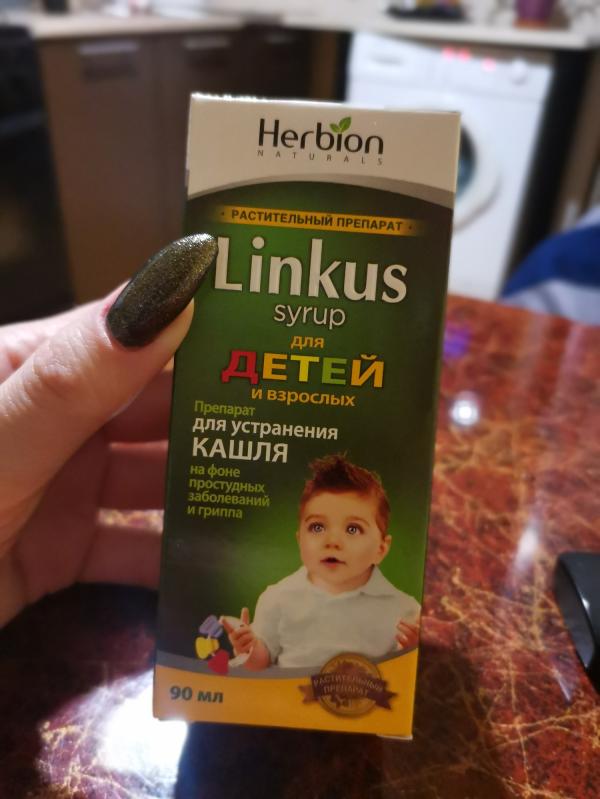 Herbion
NATURALS
• РАСТИТЕЛЬНЫЙ ПРЕПАРАТ •
Linkus
syrup
для
ДЕТЕЙ
и взрослых
Препарат
для устранения
КАШЛЯ
на фоне
простудных
заболеваний
и гриппа
90 мл
РАСТИТЕЛЬНЫЙ
ПРЕПАРАТ